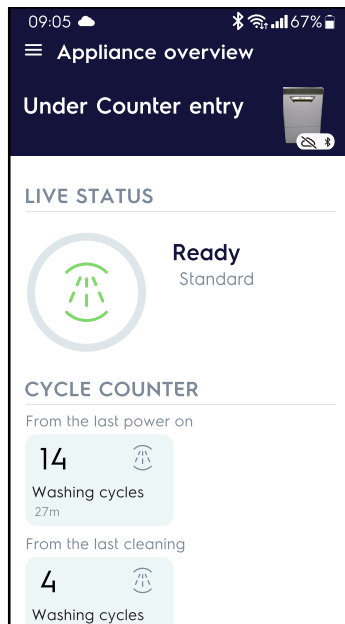 09:05 67%
Appliance overview
Under Counter entry
LIVE STATUS
Ready
Standard
CYCLE COUNTER
From the last power on
14
Washing cycles
27m
From the last cleaning
4
Washing cycles